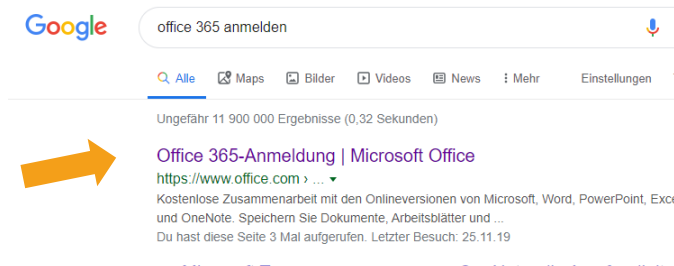 Google
office 365 anmelden
Alle Maps Bilder Videos News Mehr Einstellungen
Ungefähr 11 900 000 Ergebnisse (0,32 Sekunden)
Office 365-Anmeldung | Microsoft Office
https://www.office.com › ...
Kostenlose Zusammenarbeit mit den Onlineversionen von Microsoft, Word, PowerPoint,
und OneNote. Speichern Sie Dokumente, Arbeitsblätter und ...
Du hast diese Seite 3 Mal aufgerufen. Letzter Besuch: 25.11.19